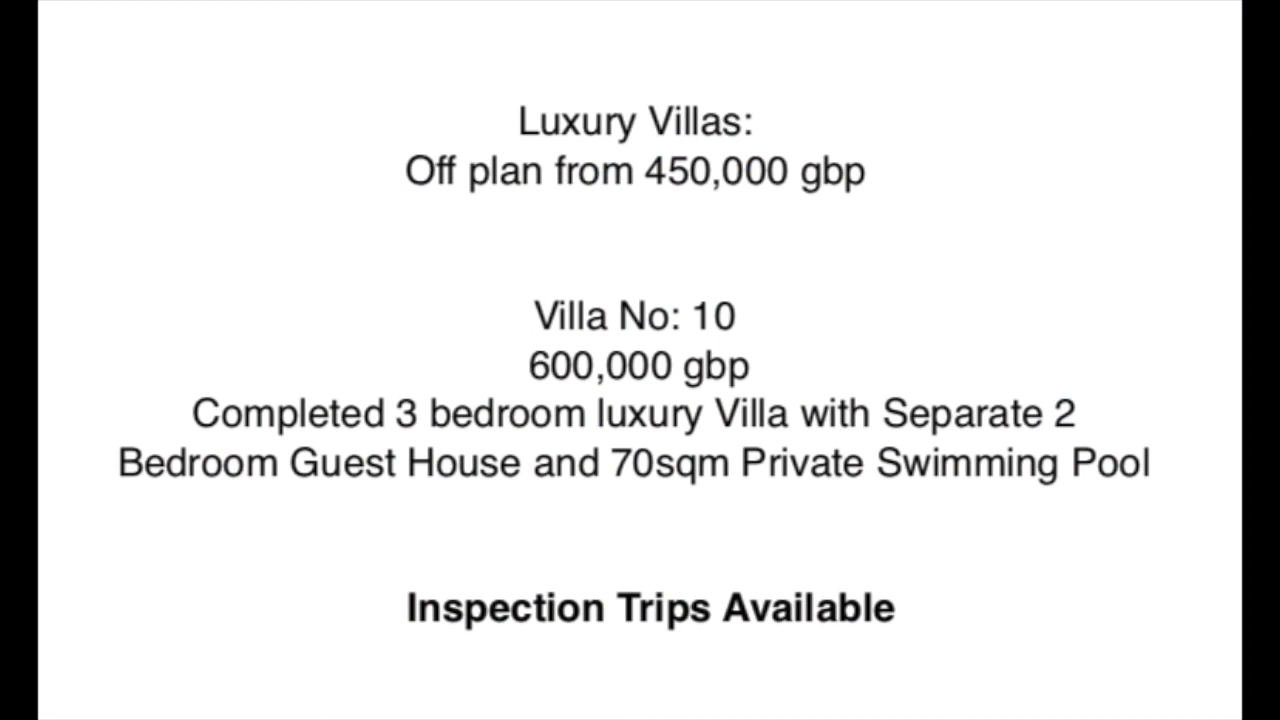 Luxury Villas:
Off plan from 450,000 gbp
Villa No: 10
600,000 gbp
Completed 3 bedroom luxury Villa with Separate 2
Bedroom Guest House and 70sqm Private Swimming Pool
Inspection Trips Available